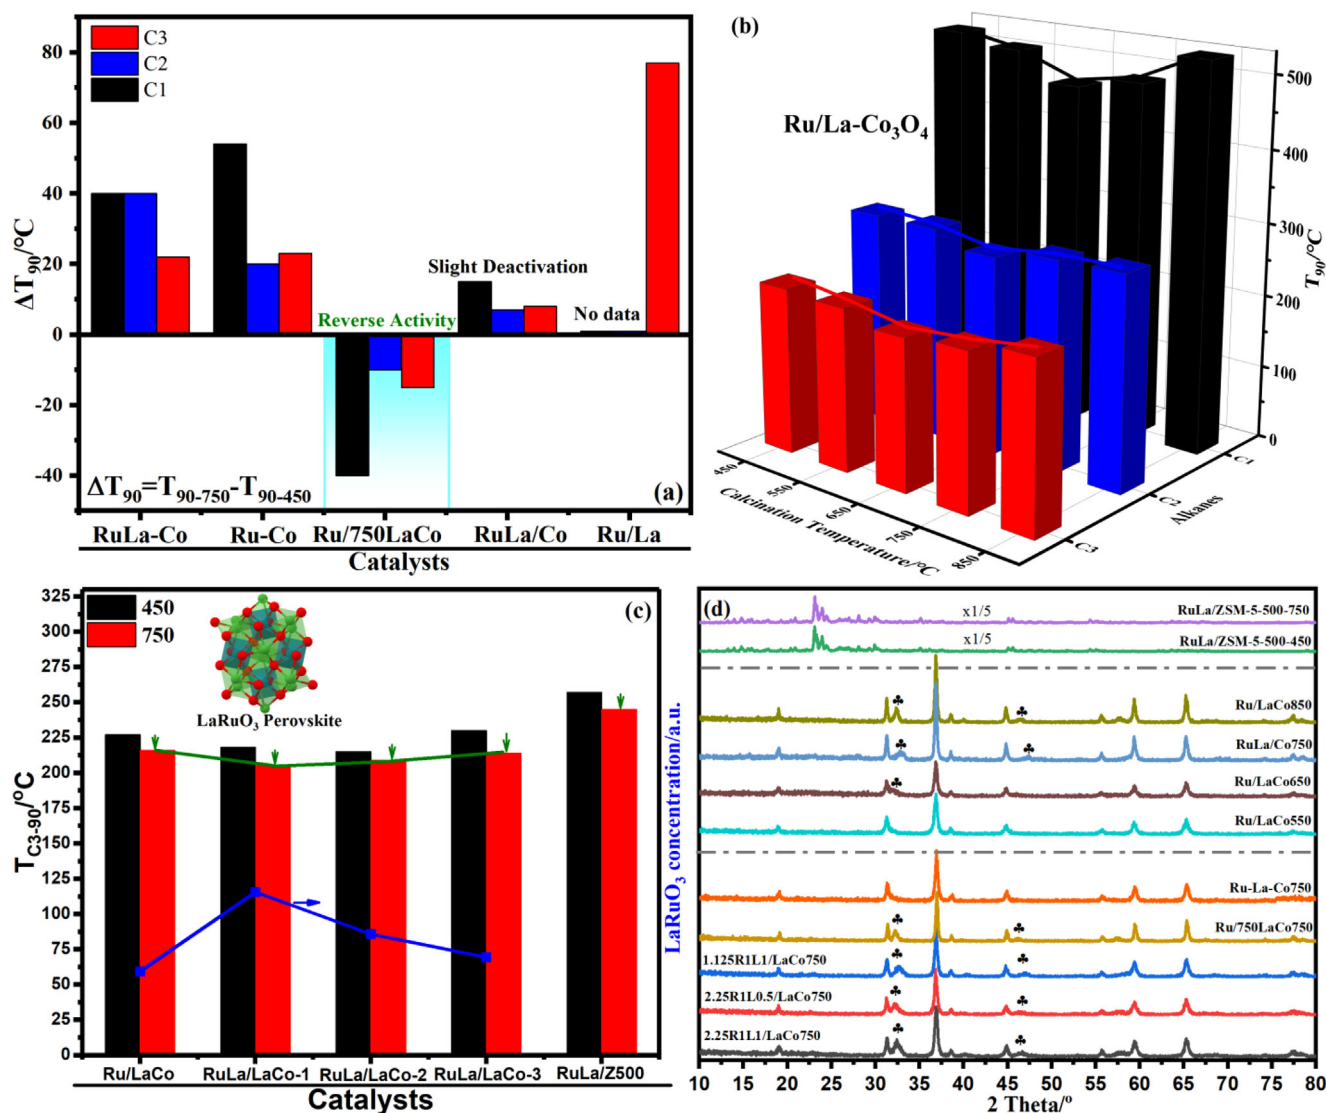 C3
C2
C1
80
60
40
20
0
-20
-40
ΔT90/°C
Slight Deactivation
No data
Reverse Activity
ΔT90=T90-750-T90-450
(a)
RuLa-Co
Ru-Co
Ru/750LaCo
RuLa/Co
Ru/La
Catalysts
(b)
Ru/La-Co3O4
500
400
300
200
100
0
T90/°C
450
550
650
750
850
Calcination Temperature/°C
C3
C2
C1
Alkanes
325
300
275
250
225
200
175
150
125
100
75
50
25
0
TC3-90/°C
450
750
(c)
LaRuO3 Perovskite
LaRuO3 concentration/a.u.
Ru/LaCo
RuLa/LaCo-1
RuLa/LaCo-2
RuLa/LaCo-3
RuLa/Z500
Catalysts
(d)
x1/5
RuLa/ZSM-5-500-750
x1/5
RuLa/ZSM-5-500-450
♣
♣
Ru/LaCo850
♣
♣
RuLa/Co750
♣
Ru/LaCo650
Ru/LaCo550
Ru-La-Co750
♣
♣
Ru/750LaCo750
1.125R1L1/LaCo750
♣
♣
2.25R1L0.5/LaCo750
♣
♣
2.25R1L1/LaCo750
♣
♣
10 15 20 25 30 35 40 45 50 55 60 65 70 75 80
2 Theta/°